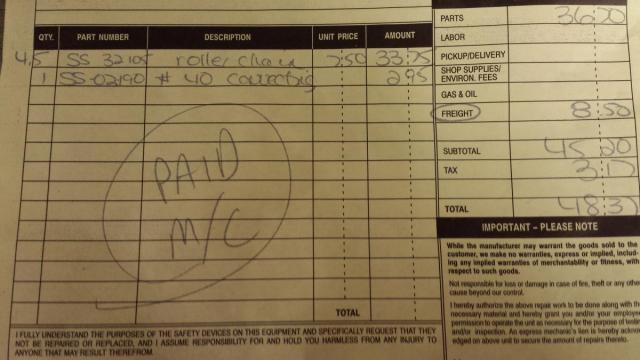 QTY. PART NUMBER DESCRIPTION UNIT PRICE AMOUNT
4.5 SS 32105 roller chain 7.50 33.75
1 SS-02190 # 40 connecting 2.95
PAID
M/C
TOTAL
I FULLY UNDERSTAND THE PURPOSES OF THE SAFETY DEVICES ON THIS EQUIPMENT AND SPECIFICALLY REQUEST THAT THEY
NOT BE REPAIRED OR REPLACED, AND I ASSUME RESPONSIBILITY FOR AND HOLD YOU HARMLESS FROM ANY INJURY TO
ANYONE THAT MAY RESULT THEREFROM.
PARTS 36.70
LABOR
PICKUP/DELIVERY
SHOP SUPPLIES/
ENVIRON. FEES
GAS & OIL
FREIGHT 8.50
SUBTOTAL 45.20
TAX 3.17
TOTAL 48.37
IMPORTANT – PLEASE NOTE
While the manufacturer may warrant the goods sold to the
customer, we make no warranties, express or implied, includ-
ing any implied warranties of merchantability or fitness, with
respect to such goods.
Not responsible for loss or damage in case of fire, theft or any other
cause beyond our control.
I hereby authorize the above repair work to be done along with the
necessary material and hereby grant you and/or your employees
permission to operate the unit as necessary for the purpose of
and/or inspection. An express mechanic's lien is hereby acknowl-
edged on above unit to secure the amount of repairs thereto.